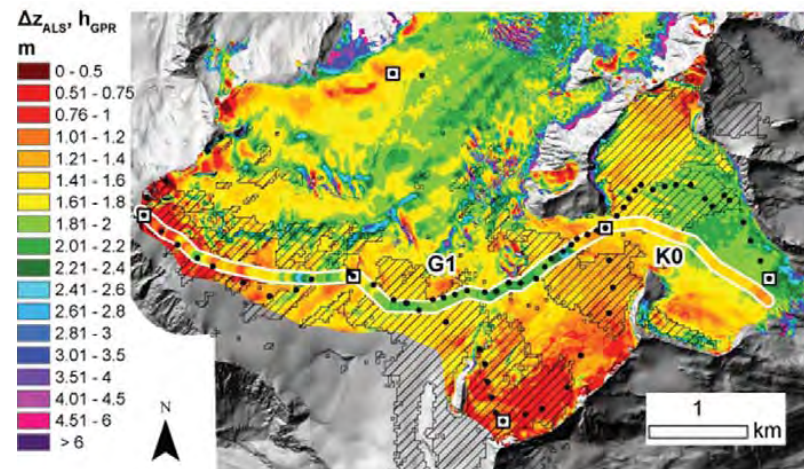 Δz_ALS, h_GPR
m
0 - 0.5
0.51 - 0.75
0.76 - 1
1.01 - 1.2
1.21 - 1.4
1.41 - 1.6
1.61 - 1.8
1.81 - 2
2.01 - 2.2
2.21 - 2.4
2.41 - 2.6
2.61 - 2.8
2.81 - 3
3.01 - 3.5
3.51 - 4
4.01 - 4.5
4.51 - 6
> 6
G1
K0
N
1
km